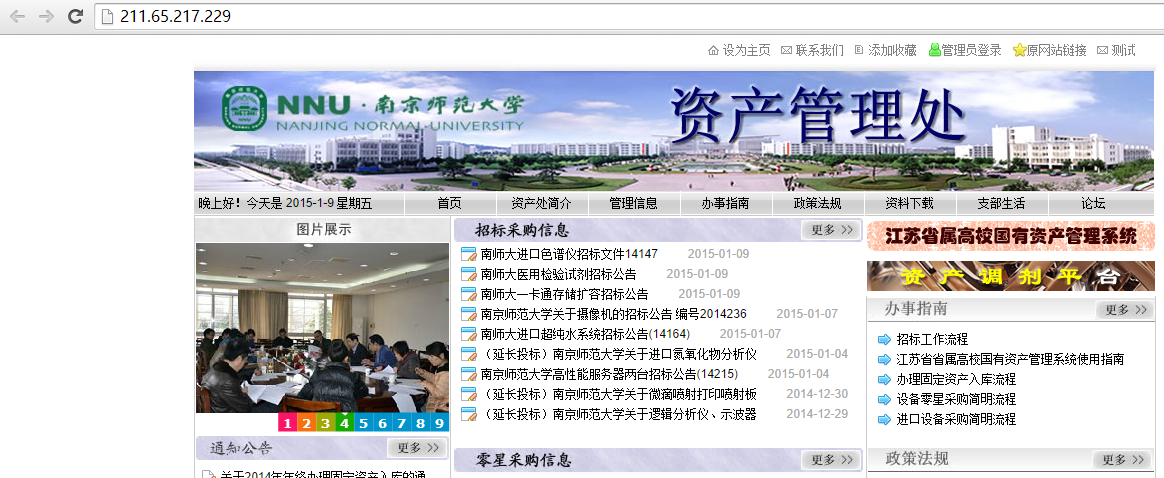 211.65.217.229
设为主页 联系我们 添加收藏 管理员登录 原网站链接 测试
NNU·南京师范大学
NANJING NORMAL UNIVERSITY
资产管理处
晚上好！今天是 2015-1-9 星期五 首页 资产处简介 管理信息 办事指南 政策法规 资料下载 支部生活 论坛
图片展示
1 2 3 4 5 6 7 8 9
通知公告 更多 >>
关于2014年年终办理固定资产入库的通
招标采购信息 更多 >>
南师大进口色谱仪招标文件14147 2015-01-09
南师大医用检验试剂招标公告 2015-01-09
南师大一卡通存储扩容招标公告 2015-01-09
南京师范大学关于摄像机的招标公告 编号2014236 2015-01-07
南师大进口超纯水系统招标公告(14164) 2015-01-07
（延长投标）南京师范大学关于进口氮氧化物分析仪 2015-01-04
南京师范大学高性能服务器两台招标公告(14215) 2015-01-04
（延长投标）南京师范大学关于微滴喷射打印喷射板 2014-12-30
（延长投标）南京师范大学关于逻辑分析仪、示波器 2014-12-29
零星采购信息 更多 >>
江苏省属高校国有资产管理系统
资产调剂平台
办事指南 更多 >>
招标工作流程
江苏省省属高校国有资产管理系统使用指南
办理固定资产入库流程
设备零星采购简明流程
进口设备采购简明流程
政策法规 更多 >>